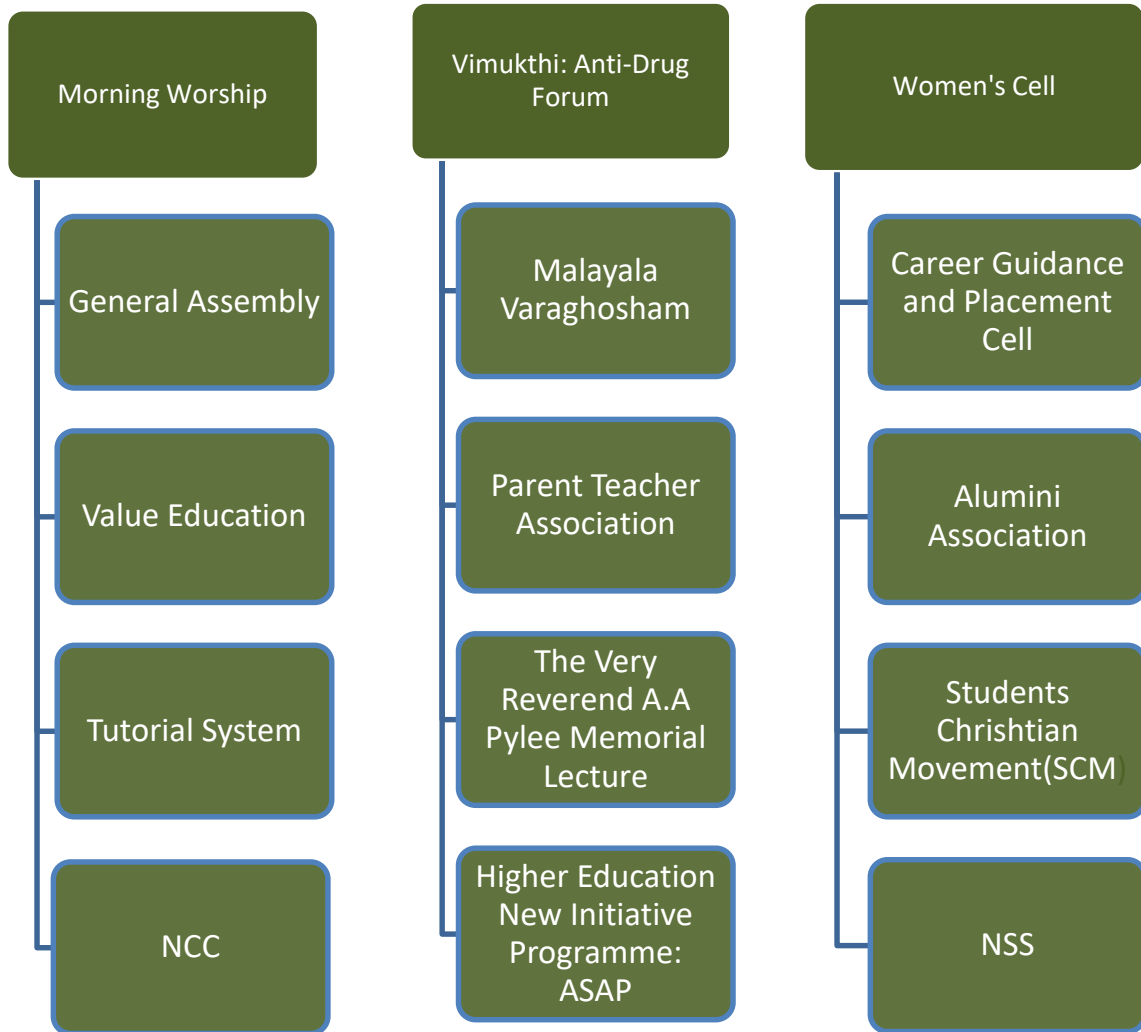 Morning Worship
General Assembly
Value Education
Tutorial System
NCC
Vimukthi: Anti-Drug
Forum
Malayala
Varaghosham
Parent Teacher
Association
The Very
Reverend A.A
Pylee Memorial
Lecture
Higher Education
New Initiative
Programme:
ASAP
Women's Cell
Career Guidance
and Placement
Cell
Alumini
Association
Students
Chrishtian
Movement(SCM)
NSS